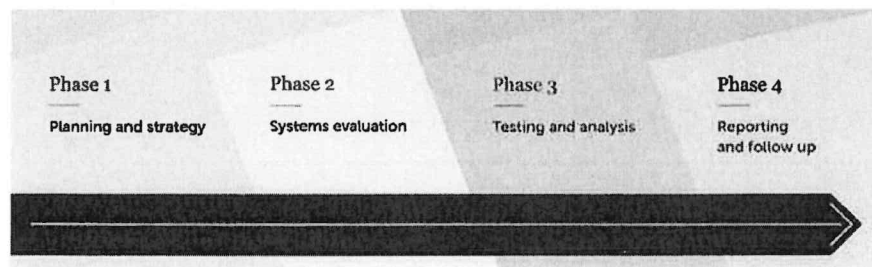 Phase 1
Planning and strategy
Phase 2
Systems evaluation
Phase 3
Testing and analysis
Phase 4
Reporting
and follow up